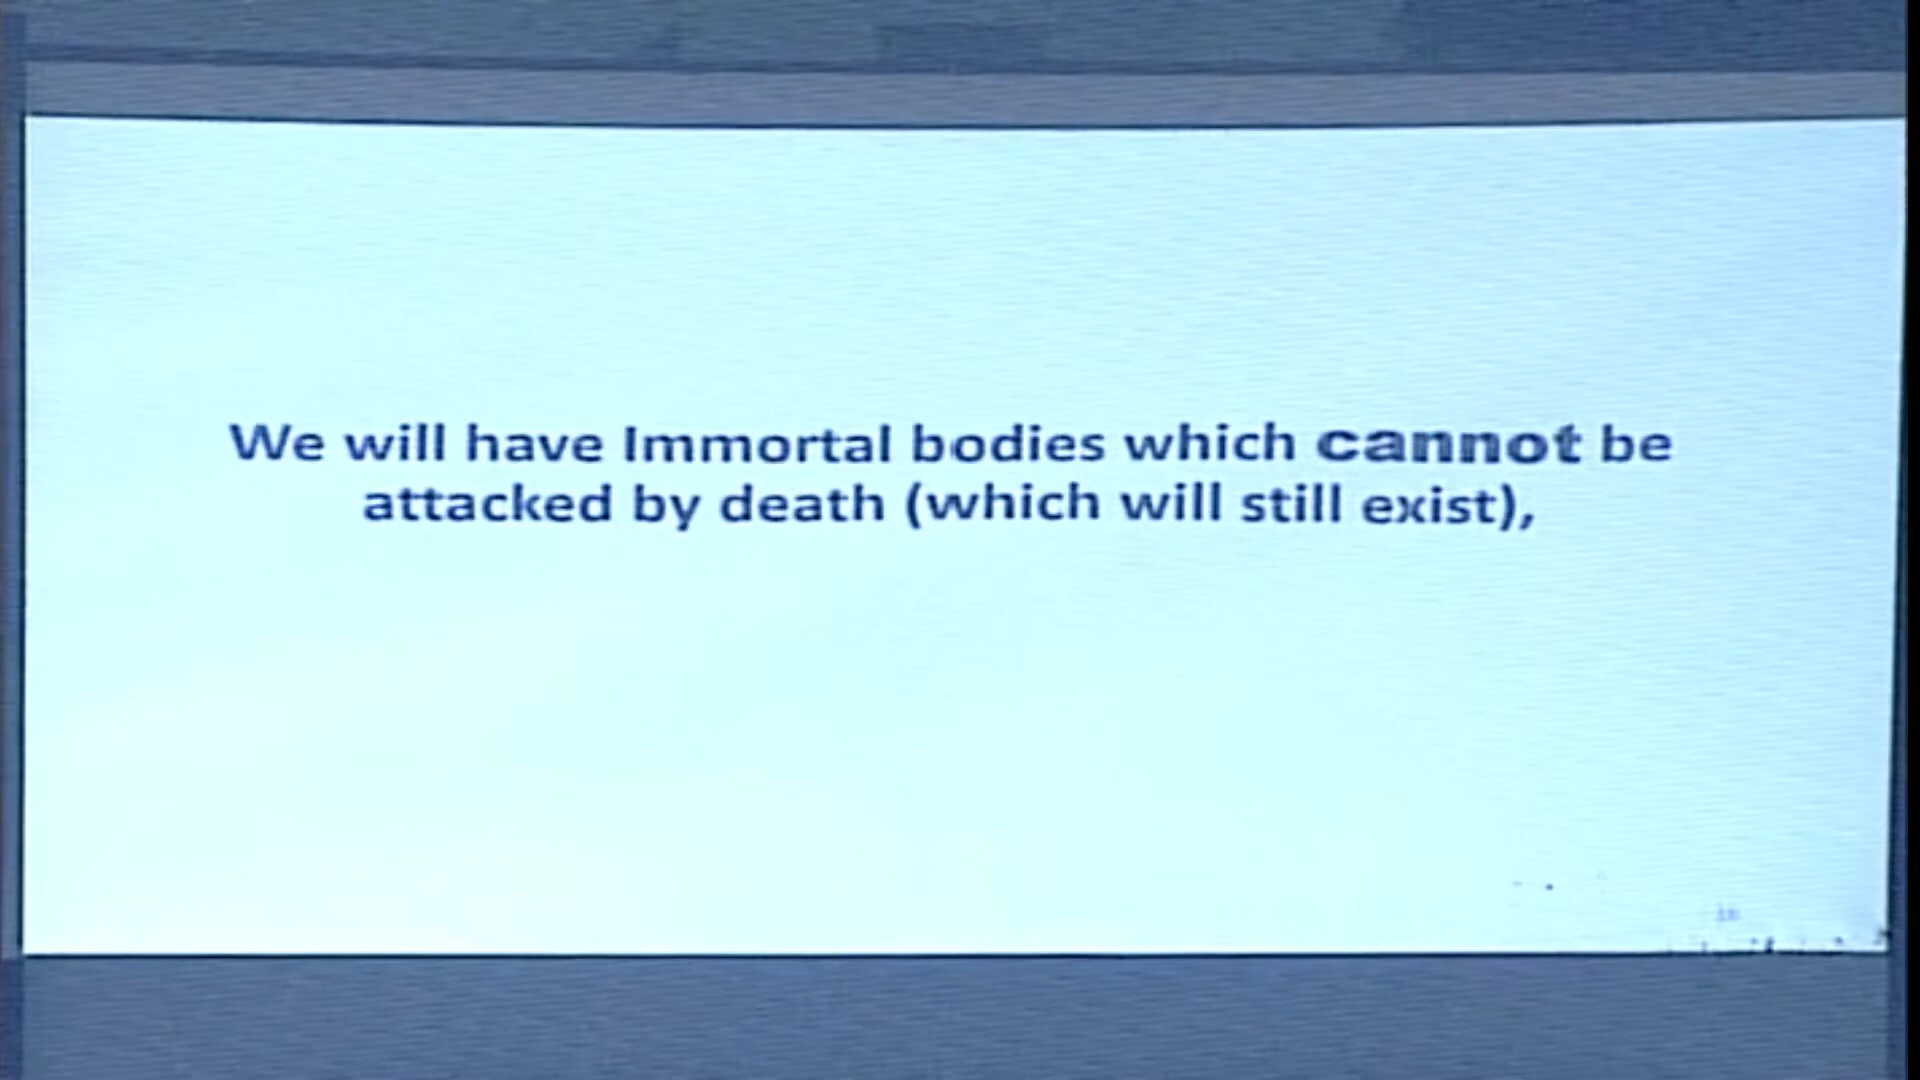 We will have Immortal bodies which cannot be
attacked by death (which will still exist),